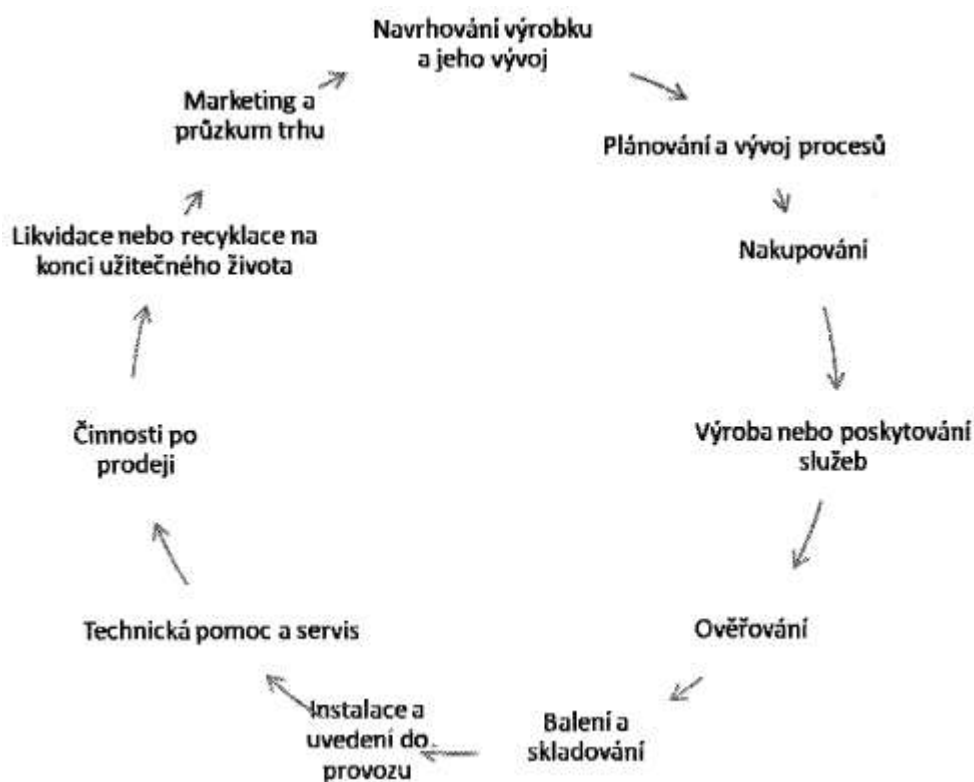 Navrhování výrobku
a jeho vývoj
Plánování a vývoj procesů
Nakupování
Výroba nebo poskytování
služeb
Ověřování
Balení a
skladování
Instalace a
uvedení do
provozu
Technická pomoc a servis
Činnosti po
prodeji
Likvidace nebo recyklace na
konci užitečného života
Marketing a
průzkum trhu